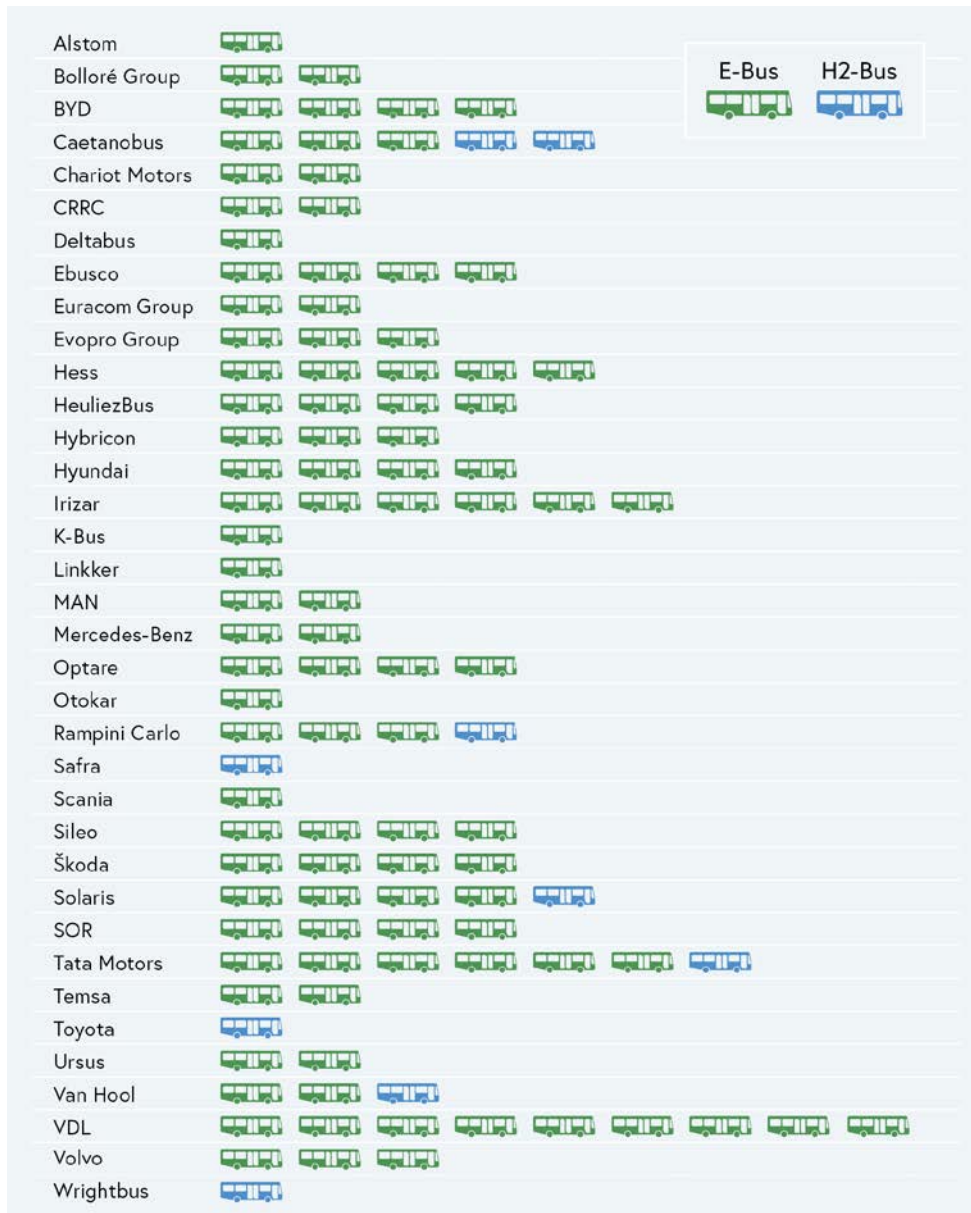 Alstom
E-Bus H2-Bus
Bolloré Group
BYD
Caetanobus
Chariot Motors
CRRC
Deltabus
Ebusco
Euracom Group
Evopro Group
Hess
HeuliezBus
Hybricon
Hyundai
Irizar
K-Bus
Linkker
MAN
Mercedes-Benz
Optare
Otokar
Rampini Carlo
Safra
Scania
Sileo
Škoda
Solaris
SOR
Tata Motors
Temsa
Toyota
Ursus
Van Hool
VDL
Volvo
Wrightbus